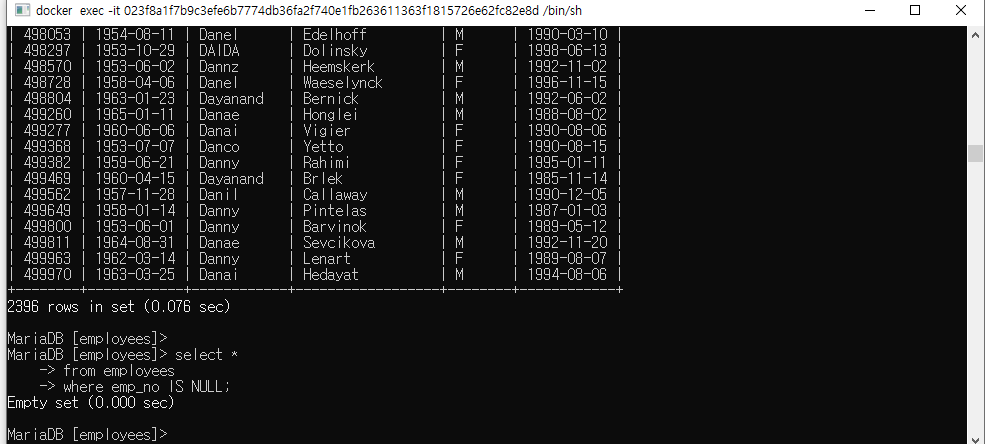 docker exec -it 023f8a1f7b9c3efe6b7774db36fa2f740e1fb263611363f1815726e62fc82e8d /bin/sh
| 498053 | 1954-08-11 | Danel | Edelhoff | M | 1990-03-10 |
| 498297 | 1953-10-29 | DAIDA | Dolinsky | F | 1998-06-13 |
| 498570 | 1953-06-02 | Dannz | Heemskerk | M | 1992-11-02 |
| 498728 | 1958-04-06 | Danel | Waeselynck | F | 1996-11-15 |
| 498804 | 1963-01-23 | Dayanand | Bernick | M | 1992-06-02 |
| 499260 | 1965-01-11 | Danae | Honglei | M | 1988-08-02 |
| 499277 | 1960-06-06 | Danai | Vigier | F | 1990-08-06 |
| 499368 | 1953-07-07 | Danco | Yetto | F | 1990-08-15 |
| 499382 | 1959-06-21 | Danny | Rahimi | F | 1995-01-11 |
| 499469 | 1960-04-15 | Dayanand | Brlek | F | 1985-11-14 |
| 499562 | 1957-11-28 | Danil | Callaway | M | 1990-12-05 |
| 499649 | 1958-01-14 | Danny | Pintelas | M | 1987-01-03 |
| 499800 | 1953-06-01 | Danny | Barvinok | F | 1989-05-12 |
| 499811 | 1964-08-31 | Danae | Sevcikova | M | 1992-11-20 |
| 499963 | 1962-03-14 | Danny | Lenart | F | 1989-08-07 |
| 499970 | 1963-03-25 | Danai | Hedayat | M | 1994-08-06 |
+--------+------------+------------+------------------+--------+------------+
2396 rows in set (0.076 sec)
MariaDB [employees]>
MariaDB [employees]> select *
-> from employees
-> where emp_no IS NULL;
Empty set (0.000 sec)
MariaDB [employees]>